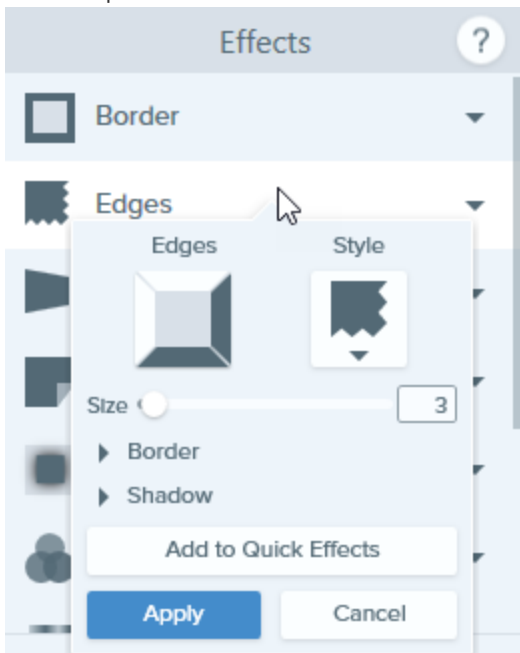 Effects ?
Border
Edges
Edges Style
Size 3
Border
Shadow
Add to Quick Effects
Apply Cancel